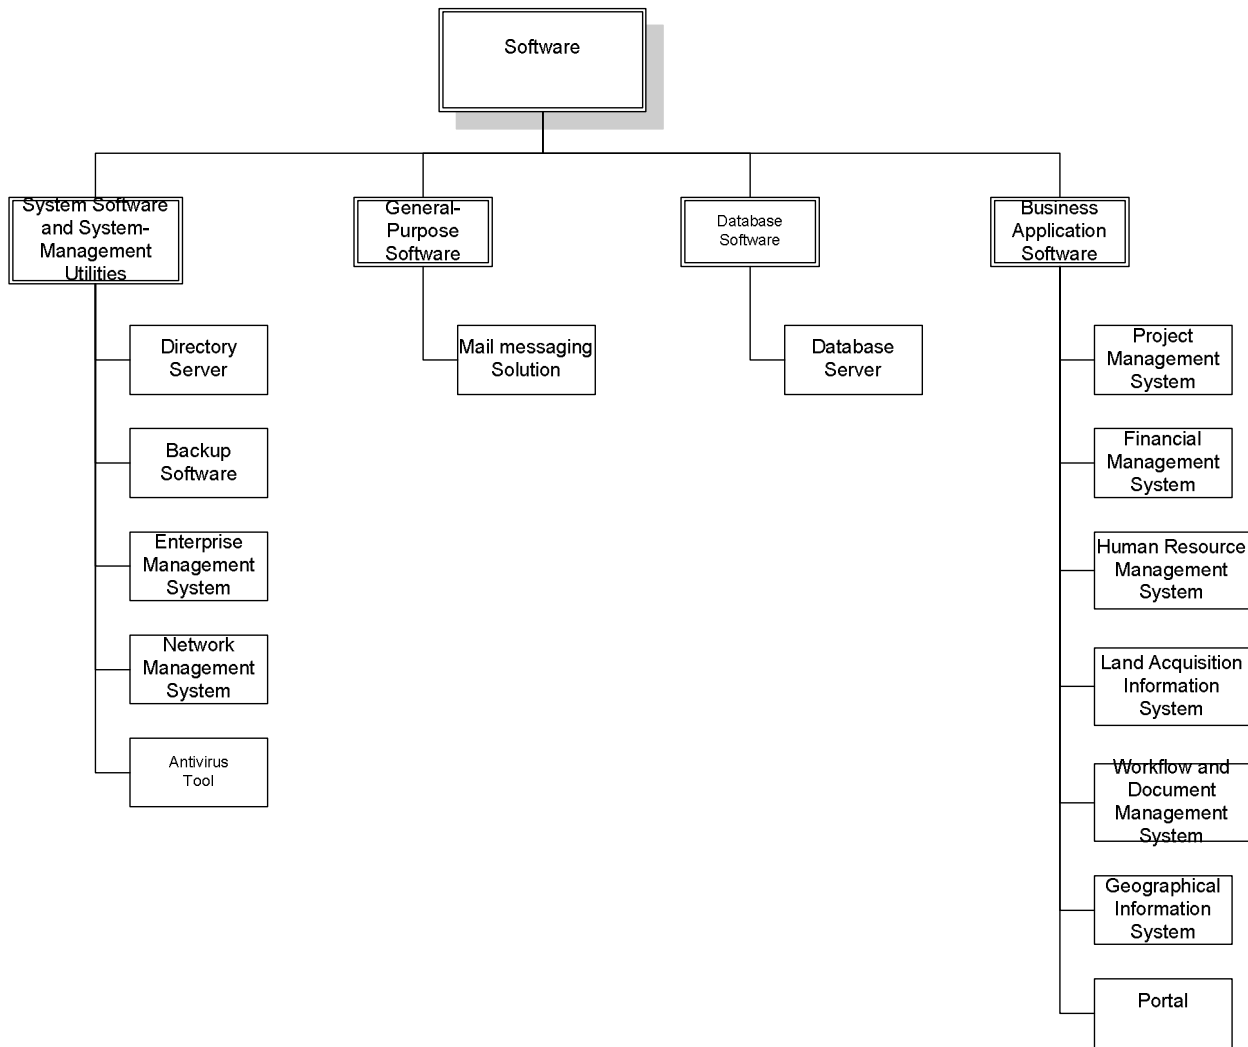 Software
System Software
and System-
Management
Utilities
General-
Purpose
Software
Database
Software
Business
Application
Software
Directory
Server
Backup
Software
Enterprise
Management
System
Network
Management
System
Antivirus
Tool
Mail messaging
Solution
Database
Server
Project
Management
System
Financial
Management
System
Human Resource
Management
System
Land Acquisition
Information
System
Workflow and
Document
Management
System
Geographical
Information
System
Portal